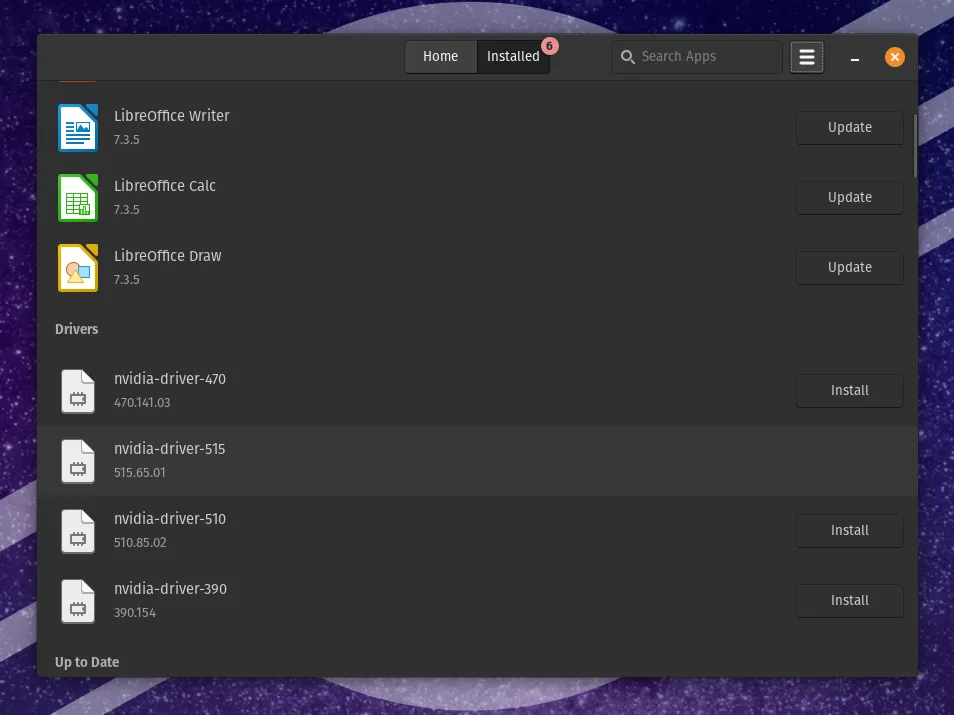 Home
Installed
6
Search Apps
LibreOffice Writer
7.3.5
Update
LibreOffice Calc
7.3.5
Update
LibreOffice Draw
7.3.5
Update
Drivers
nvidia-driver-470
470.141.03
Install
nvidia-driver-515
515.65.01
nvidia-driver-510
510.85.02
Install
nvidia-driver-390
390.154
Install
Up to Date